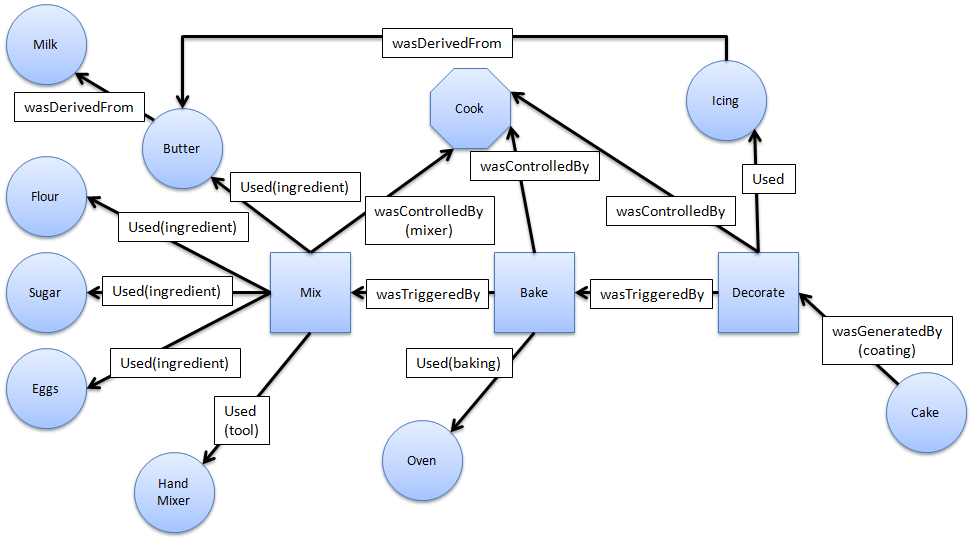 Milk
wasDerivedFrom
Icing
Cook
wasDerivedFrom
Butter
wasControlledBy
Used(ingredient)
Used
Flour
wasControlledBy
(mixer)
wasControlledBy
Used(ingredient)
Sugar
Used(ingredient)
Mix
wasTriggeredBy
Bake
wasTriggeredBy
Decorate
wasGeneratedBy
(coating)
Used(ingredient)
Used(baking)
Eggs
Used
(tool)
Cake
Oven
Hand
Mixer